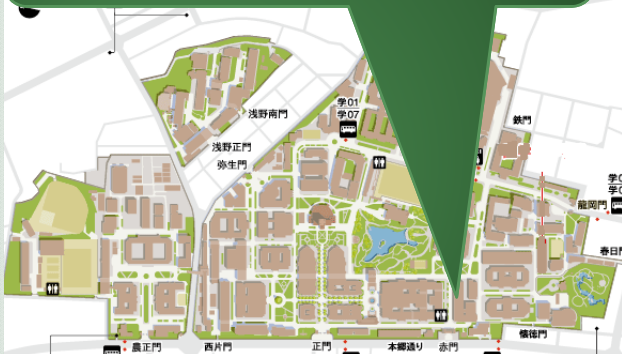 浅野南門
浅野正門
弥生門
学01
学07
鉄門
学0
学0
龍岡門
春日門
農正門
西片門
正門
本郷通り
赤門
懐徳門